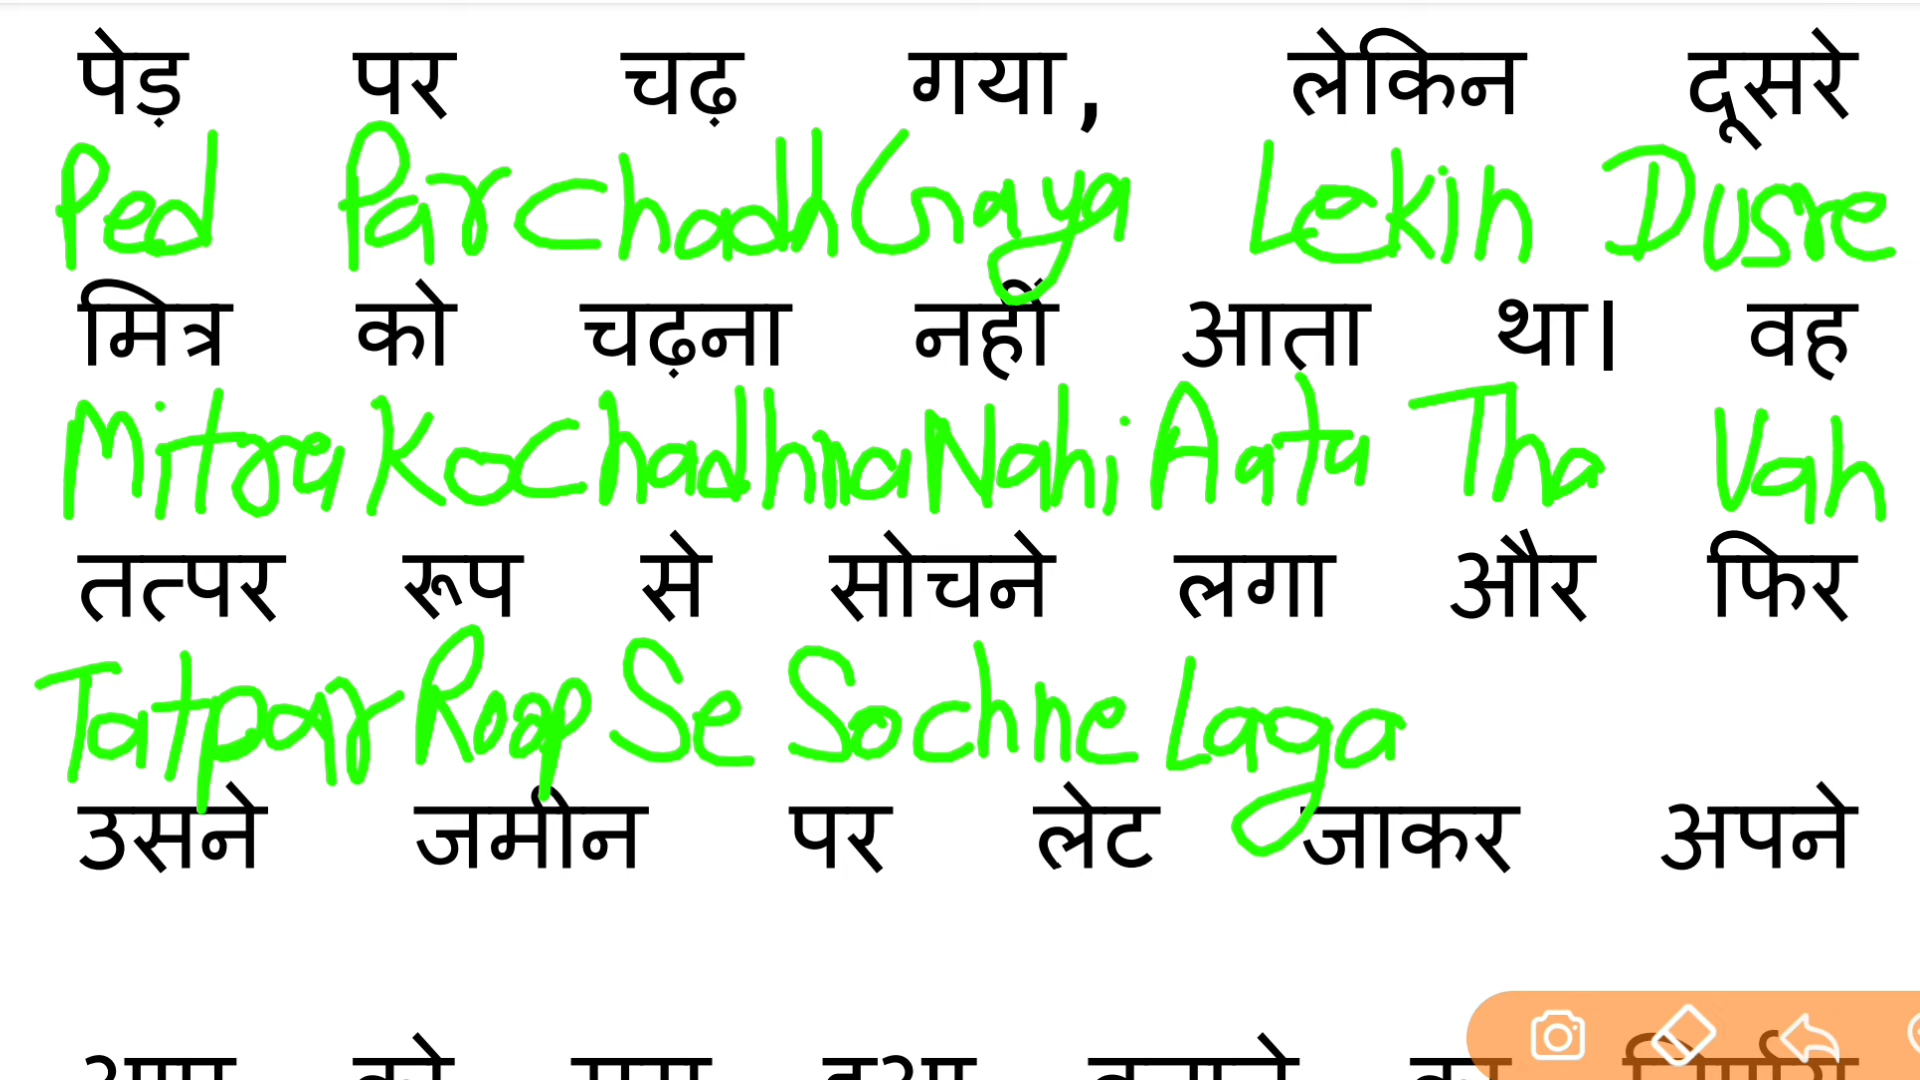 पेड़ पर चढ़ गया, लेकिन दूसरे
Ped Par Chadh Gaya Lekin Dusre
मित्र को चढ़ना नहीं आता था। वह
Mitra Ko Chadhna Nahi Aata Tha Vah
तत्पर रूप से सोचने लगा और फिर
Tatpar Roop Se Sochne Laga
उसने जमीन पर लेट जाकर अपने